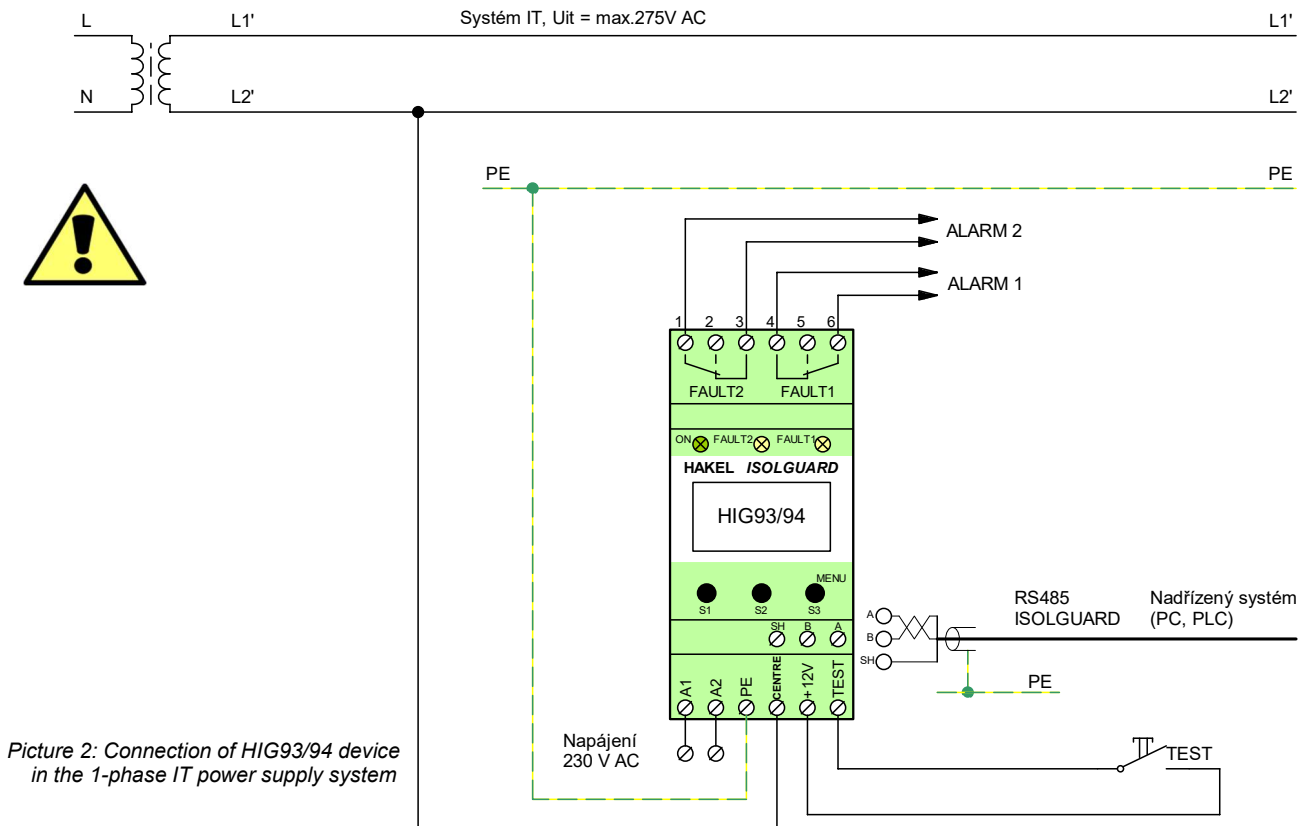 L L1' Systém IT, Uit = max.275V AC L1'
N L2' L2'
PE PE
ALARM 2
ALARM 1
1 2 3 4 5 6
FAULT2 FAULT1
ON FAULT2 FAULT1
HAKEL ISOLGUARD
HIG93/94
MENU
S1 S2 S3
SH B A
A
B
SH
RS485
ISOLGUARD
Nadřízený systém
(PC, PLC)
PE
A1 A2 PE CENTRE +12V TEST
Napájení
230 V AC
TEST
Picture 2: Connection of HIG93/94 device
in the 1-phase IT power supply system